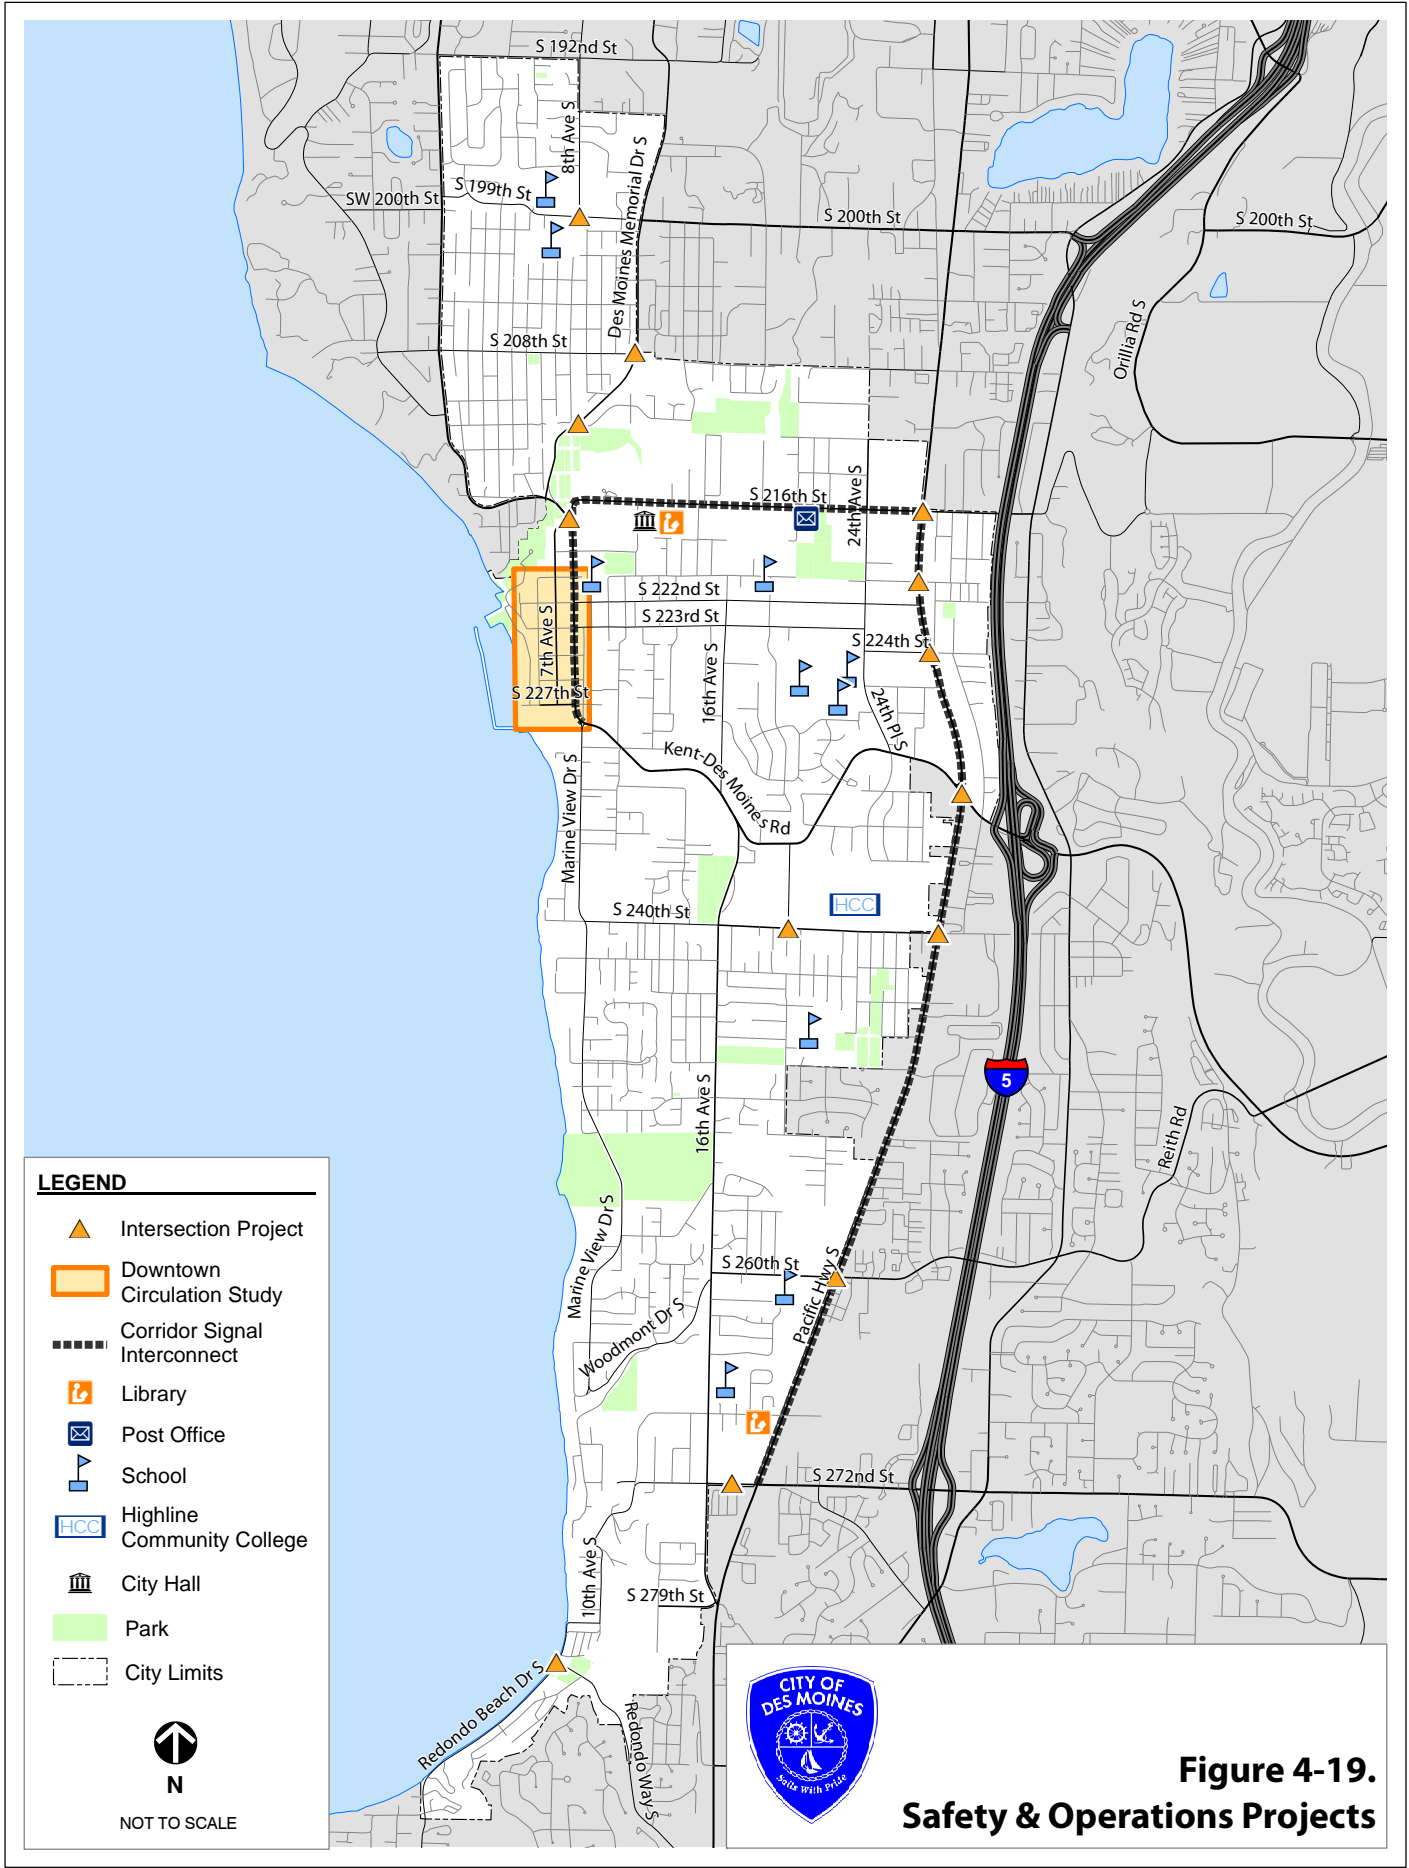 S 192nd St
8th Ave S
Des Moines Memorial Dr S
SW 200th St
S 199th St
S 200th St
S 200th St
Orillia Rd S
S 208th St
S 216th St
24th Ave S
S 222nd St
S 223rd St
7th Ave S
S 224th St
16th Ave S
24th Pl S
S 227th St
Kent-Des Moines Rd
Marine View Dr S
HCC
S 240th St
5
16th Ave S
Reith Rd
Marine View Dr S
S 260th St
Pacific Hwy S
Woodmont Dr S
S 272nd St
10th Ave S
S 279th St
Redondo Beach Dr S
Redondo Way S
LEGEND
Intersection Project
Downtown
Circulation Study
Corridor Signal
Interconnect
Library
Post Office
School
HCC
Highline
Community College
City Hall
Park
City Limits
N
NOT TO SCALE
CITY OF
DES MOINES
Sails With Pride
Figure 4-19.
Safety & Operations Projects